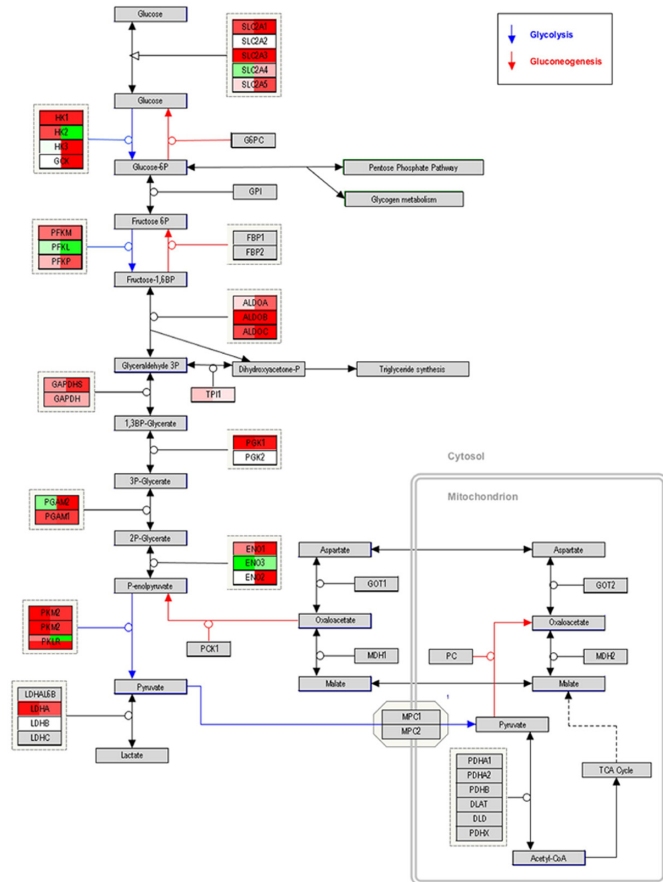 Glucose
SLC2A1
SLC2A2
SLC2A3
SLC2A4
SLC2A5
Glycolysis
Gluconeogenesis
Glucose
HK1
HK2
HK3
GCK
G6PC
Glucose-6P
Pentose Phosphate Pathway
GPI
Glycogen metabolism
Fructose 6P
PFKM
PFKL
PFKP
FBP1
FBP2
Fructose-1,6BP
ALDOA
ALDOB
ALDOC
Glyceraldehyde 3P
Dihydroxyacetone-P
Triglyceride synthesis
GAPDHS
GAPDH
TPI1
1,3BP-Glycerate
PGK1
PGK2
Cytosol
3P-Glycerate
Mitochondrion
PGAM2
PGAM1
2P-Glycerate
ENO1
ENO3
ENO2
Aspartate
Aspartate
P-enolpyruvate
GOT1
GOT2
PKM2
PKM2
PKLR
Oxaloacetate
Oxaloacetate
PCK1
MDH1
PC
MDH2
Pyruvate
Malate
Malate
1
LDHAL6B
LDHA
LDHB
LDHC
MPC1
MPC2
Pyruvate
Lactate
PDHA1
PDHA2
PDHB
DLAT
DLD
PDHX
TCA Cycle
Acetyl-CoA